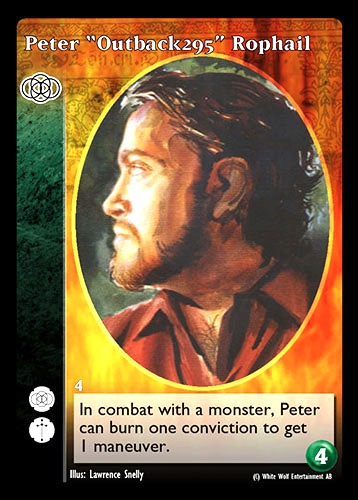 Peter "Outback295" Rophail
4
In combat with a monster, Peter
can burn one conviction to get
1 maneuver.
4
Illus: Lawrence Snelly
(C) White Wolf Entertainment AB